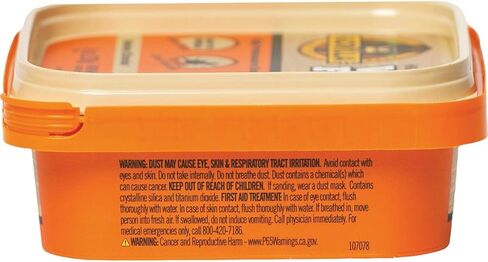 WARNING: DUST MAY CAUSE EYE, SKIN & RESPIRATORY TRACT IRRITATION. Avoid contact with
eyes and skin. Do not take internally. Do not breathe dust. Dust contains a chemical(s) which
can cause cancer. KEEP OUT OF REACH OF CHILDREN. If sanding, wear a dust mask. Contains
crystalline silica and titanium dioxide. FIRST AID TREATMENT: In case of eye contact, flush
thoroughly with water. In case of skin contact, flush thoroughly with water. If breathed in, move
person into fresh air. If swallowed, do not induce vomiting. Call physician immediately. For
medical emergencies only, call 800-420-7186.
WARNING: Cancer and Reproductive Harm - www.P65Warnings.ca.gov.
107078